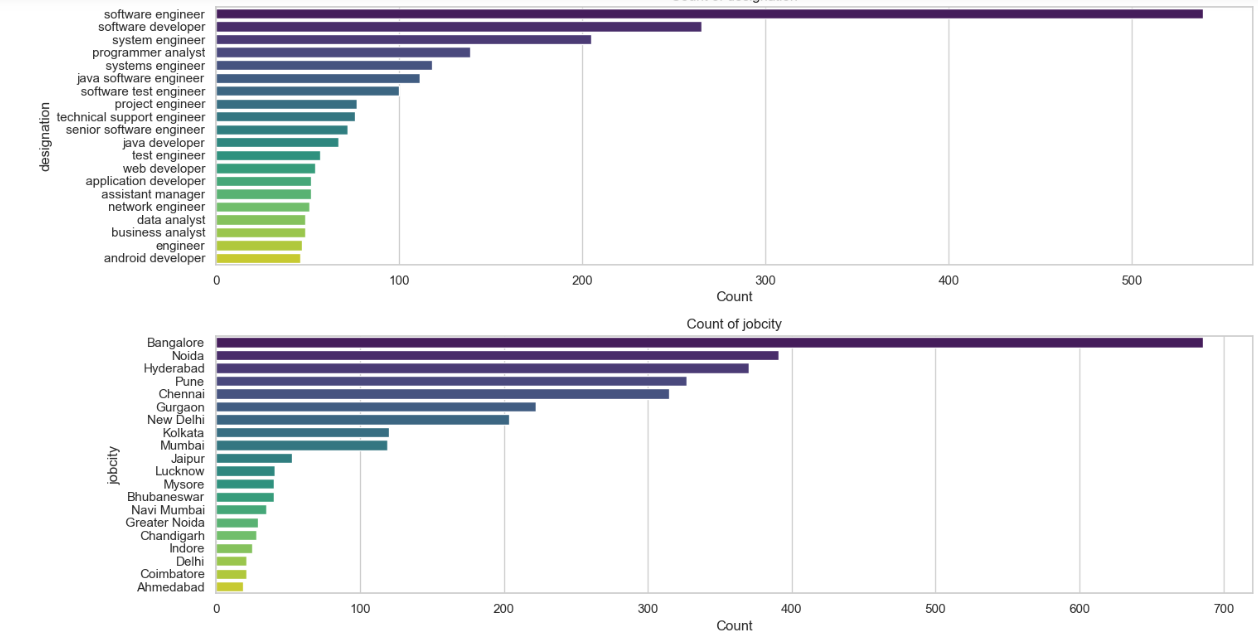 software engineer
software developer
system engineer
programmer analyst
systems engineer
java software engineer
software test engineer
project engineer
technical support engineer
senior software engineer
java developer
test engineer
web developer
application developer
assistant manager
network engineer
data analyst
business analyst
engineer
android developer
designation
0 100 200 300 400 500
Count
Count of jobcity
Bangalore
Noida
Hyderabad
Pune
Chennai
Gurgaon
New Delhi
Kolkata
Mumbai
Jaipur
Lucknow
Mysore
Bhubaneswar
Navi Mumbai
Greater Noida
Chandigarh
Indore
Delhi
Coimbatore
Ahmedabad
jobcity
0 100 200 300 400 500 600 700
Count